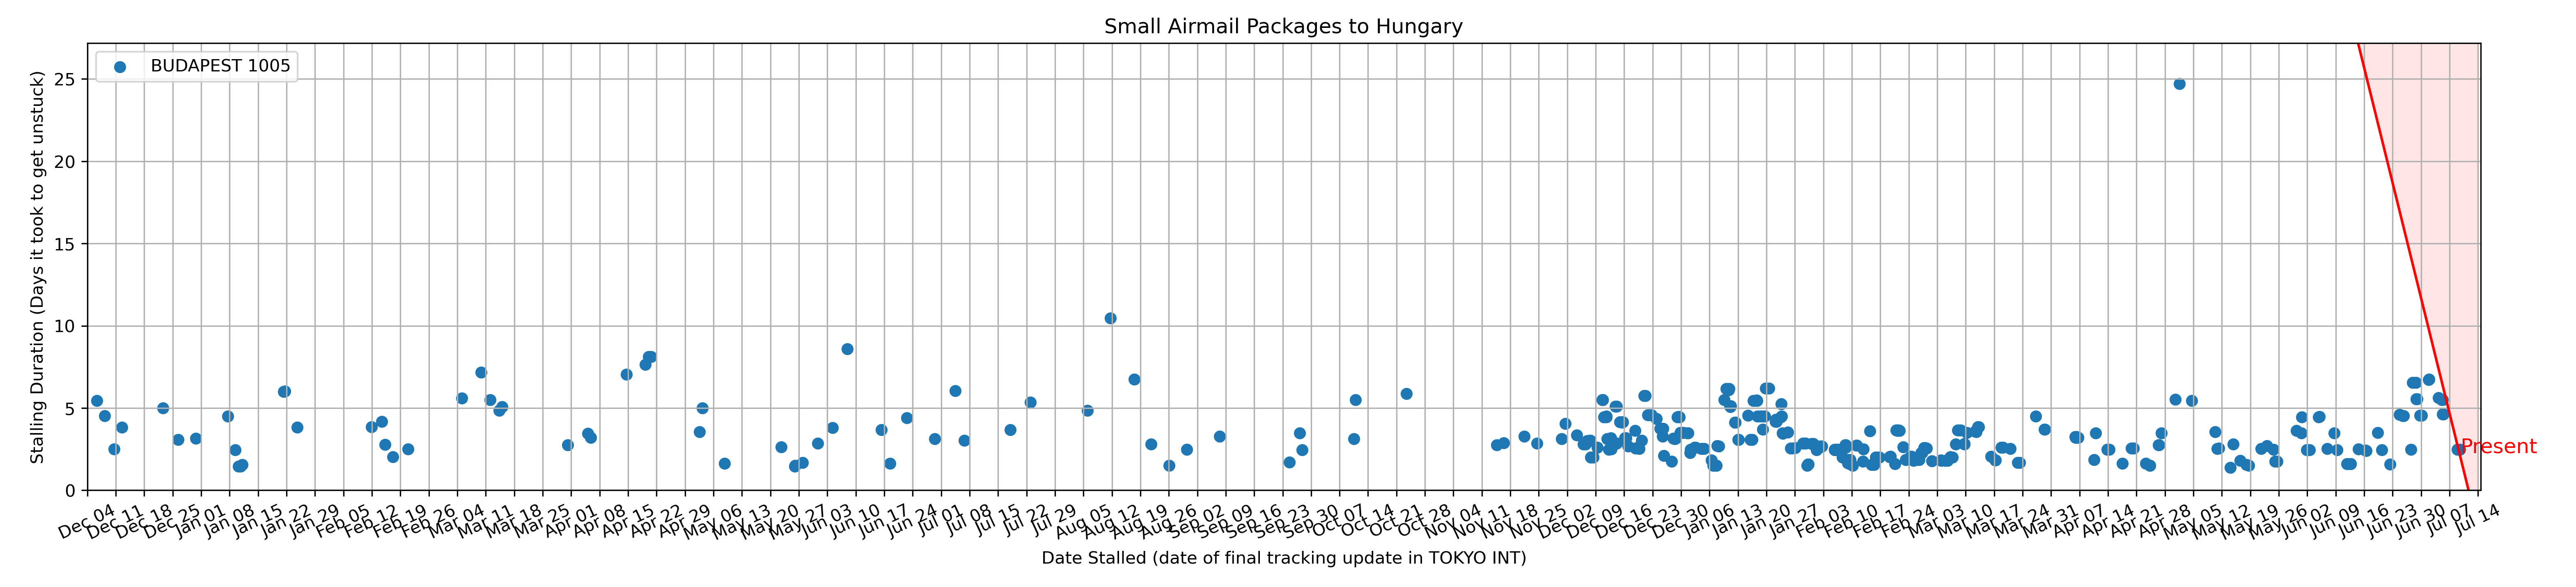 Small Airmail Packages to Hungary
BUDAPEST 1005
Stalling Duration (Days it took to get unstuck)
25
20
15
10
5
0
Present
Dec 04 Dec 11 Dec 18 Dec 25 Jan 01 Jan 08 Jan 15 Jan 22 Jan 29 Feb 05 Feb 12 Feb 19 Feb 26 Mar 04 Mar 11 Mar 18 Mar 25 Apr 01 Apr 08 Apr 15 Apr 22 Apr 29 May 06 May 13 May 20 May 27 Jun 03 Jun 10 Jun 17 Jun 24 Jul 01 Jul 08 Jul 15 Jul 22 Jul 29 Aug 05 Aug 12 Aug 19 Aug 26 Sep 02 Sep 09 Sep 16 Sep 23 Sep 30 Oct 07 Oct 14 Oct 21 Oct 28 Nov 04 Nov 11 Nov 18 Nov 25 Dec 02 Dec 09 Dec 16 Dec 23 Dec 30 Jan 06 Jan 13 Jan 20 Jan 27 Feb 03 Feb 10 Feb 17 Feb 24 Mar 03 Mar 10 Mar 17 Mar 24 Mar 31 Apr 07 Apr 14 Apr 21 Apr 28 May 05 May 12 May 19 May 26 Jun 02 Jun 09 Jun 16 Jun 23 Jun 30 Jul 07 Jul 14
Date Stalled (date of final tracking update in TOKYO INT)